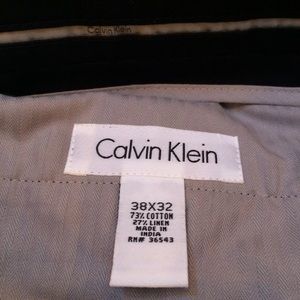 Calvin Klein
Calvin Klein
38X32
73% COTTON
27% LINEN
MADE IN
INDIA
RN# 36543